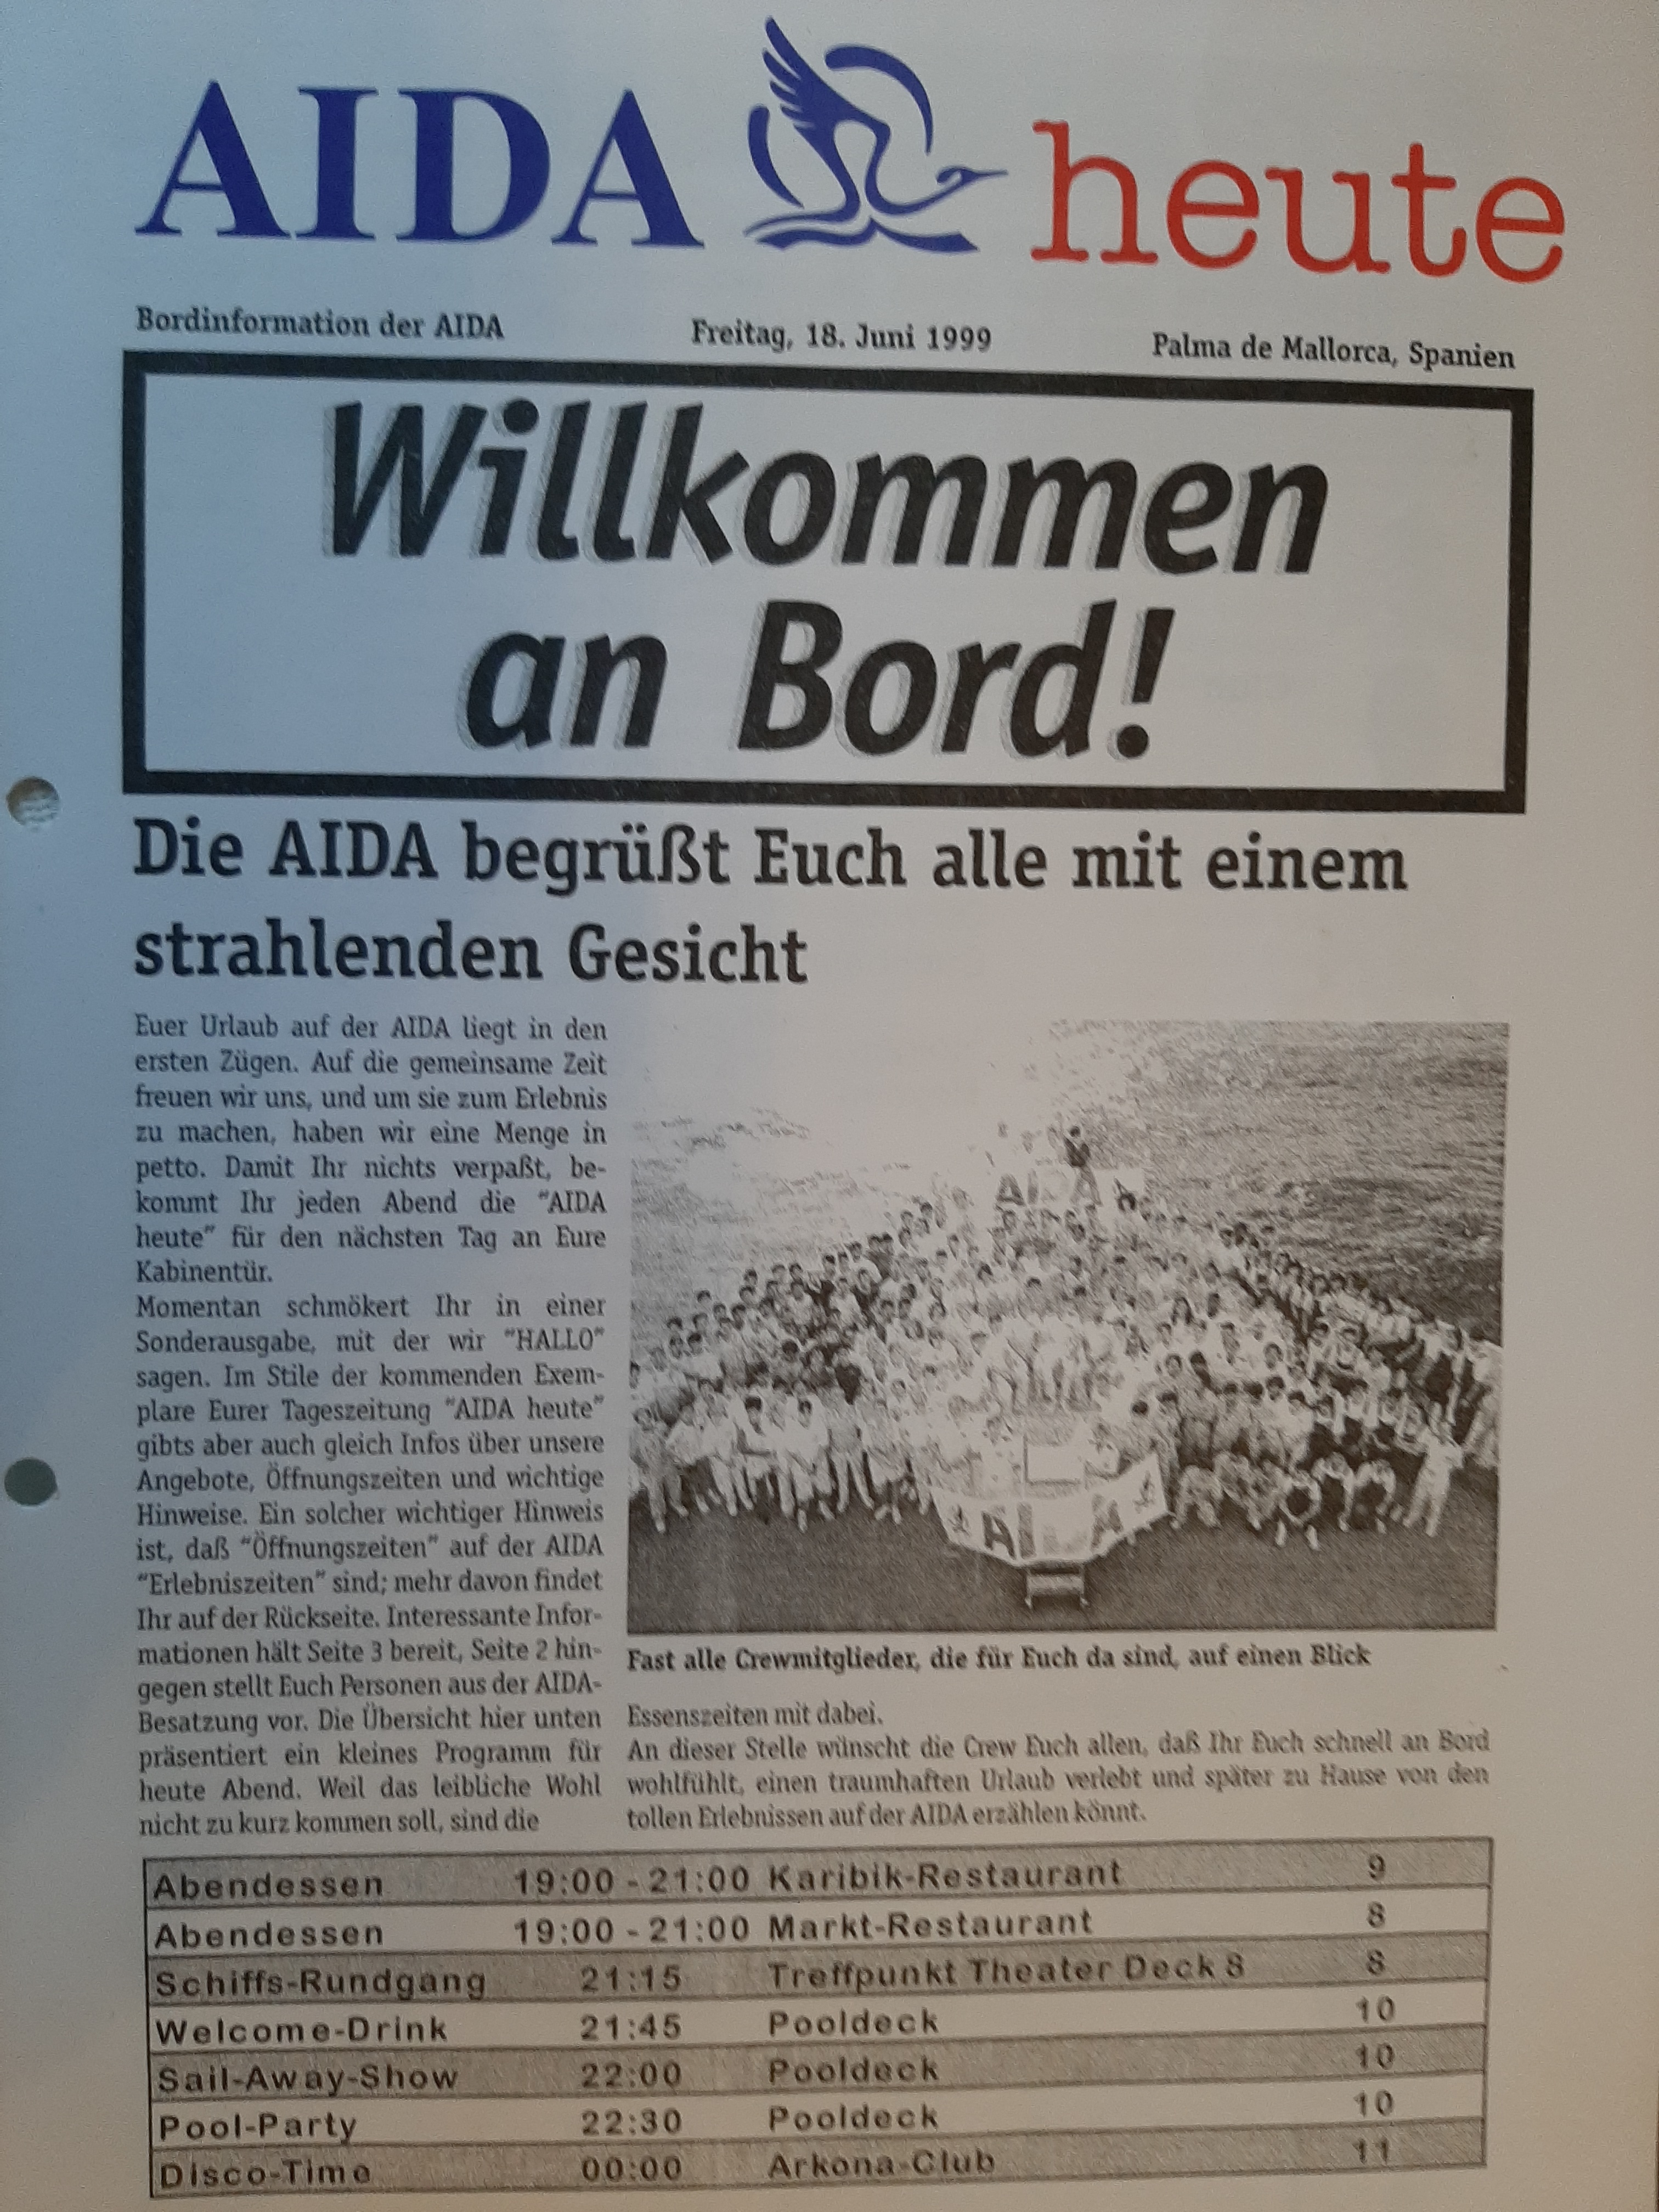 AIDA heute
Bordinformation der AIDA Freitag, 18. Juni 1999 Palma de Mallorca, Spanien
Willkommen
an Bord!
Die AIDA begrüßt Euch alle mit einem
strahlenden Gesicht
Euer Urlaub auf der AIDA liegt in den
ersten Zügen. Auf die gemeinsame Zeit
freuen wir uns, und um sie zum Erlebnis
zu machen, haben wir eine Menge in
petto. Damit Ihr nichts verpaßt, be-
kommt Ihr jeden Abend die "AIDA
heute" für den nächsten Tag an Eure
Kabinentür.
Momentan schmökert Ihr in einer
Sonderausgabe, mit der wir "HALLO"
sagen. Im Stile der kommenden Exem-
plare Eurer Tageszeitung "AIDA heute"
gibts aber auch gleich Infos über unsere
Angebote, Öffnungszeiten und wichtige
Hinweise. Ein solcher wichtiger Hinweis
ist, daß "Öffnungszeiten" auf der AIDA
"Erlebniszeiten" sind; mehr davon findet
Ihr auf der Rückseite. Interessante Infor-
mationen hält Seite 3 bereit, Seite 2 hin-
gegen stellt Euch Personen aus der AIDA-
Besatzung vor. Die Übersicht hier unten
präsentiert ein kleines Programm für
heute Abend. Weil das leibliche Wohl
nicht zu kurz kommen soll, sind die
AIDA
AIDA
Fast alle Crewmitglieder, die für Euch da sind, auf einen Blick
Essenszeiten mit dabei.
An dieser Stelle wünscht die Crew Euch allen, daß Ihr Euch schnell an Bord
wohlfühlt, einen traumhaften Urlaub verlebt und später zu Hause von den
tollen Erlebnissen auf der AIDA erzählen könnt.
Abendessen 19:00 - 21:00 Karibik-Restaurant 9
Abendessen 19:00 - 21:00 Markt-Restaurant 8
Schiffs-Rundgang 21:15 Treffpunkt Theater Deck 8 8
Welcome-Drink 21:45 Pooldeck 10
Sail-Away-Show 22:00 Pooldeck 10
Pool-Party 22:30 Pooldeck 10
Disco-Time 00:00 Arkona-Club 11